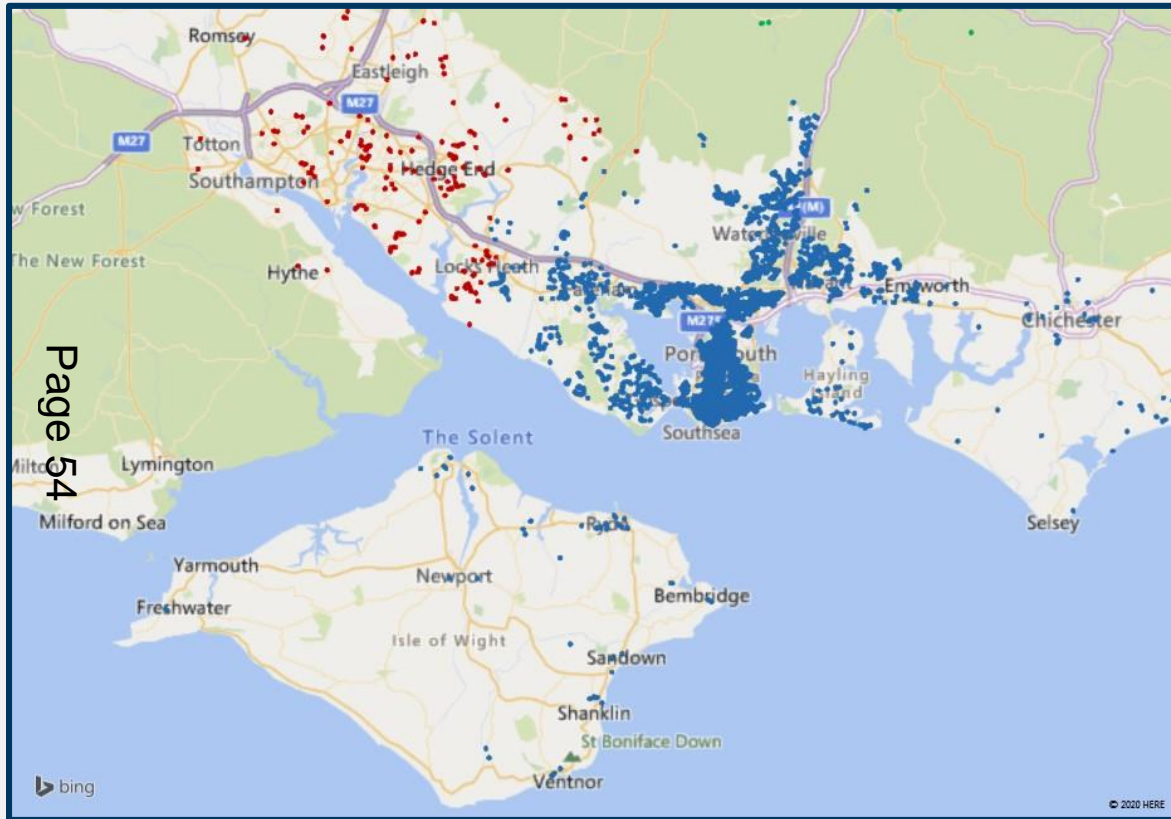 Romsey
Eastleigh
M27
M27
Totton
Southampton
Hedge End
w Forest
The New Forest
Hythe
Locks Heath
(M)
Emsworth
M275
Chichester
Hayling
Island
Southsea
The Solent
Page 54
Milton
Lymington
Milford on Sea
Selsey
Yarmouth
Newport
Freshwater
Bembridge
Isle of Wight
Sandown
Shanklin
St Boniface Down
Ventnor
bing
© 2020 HERE